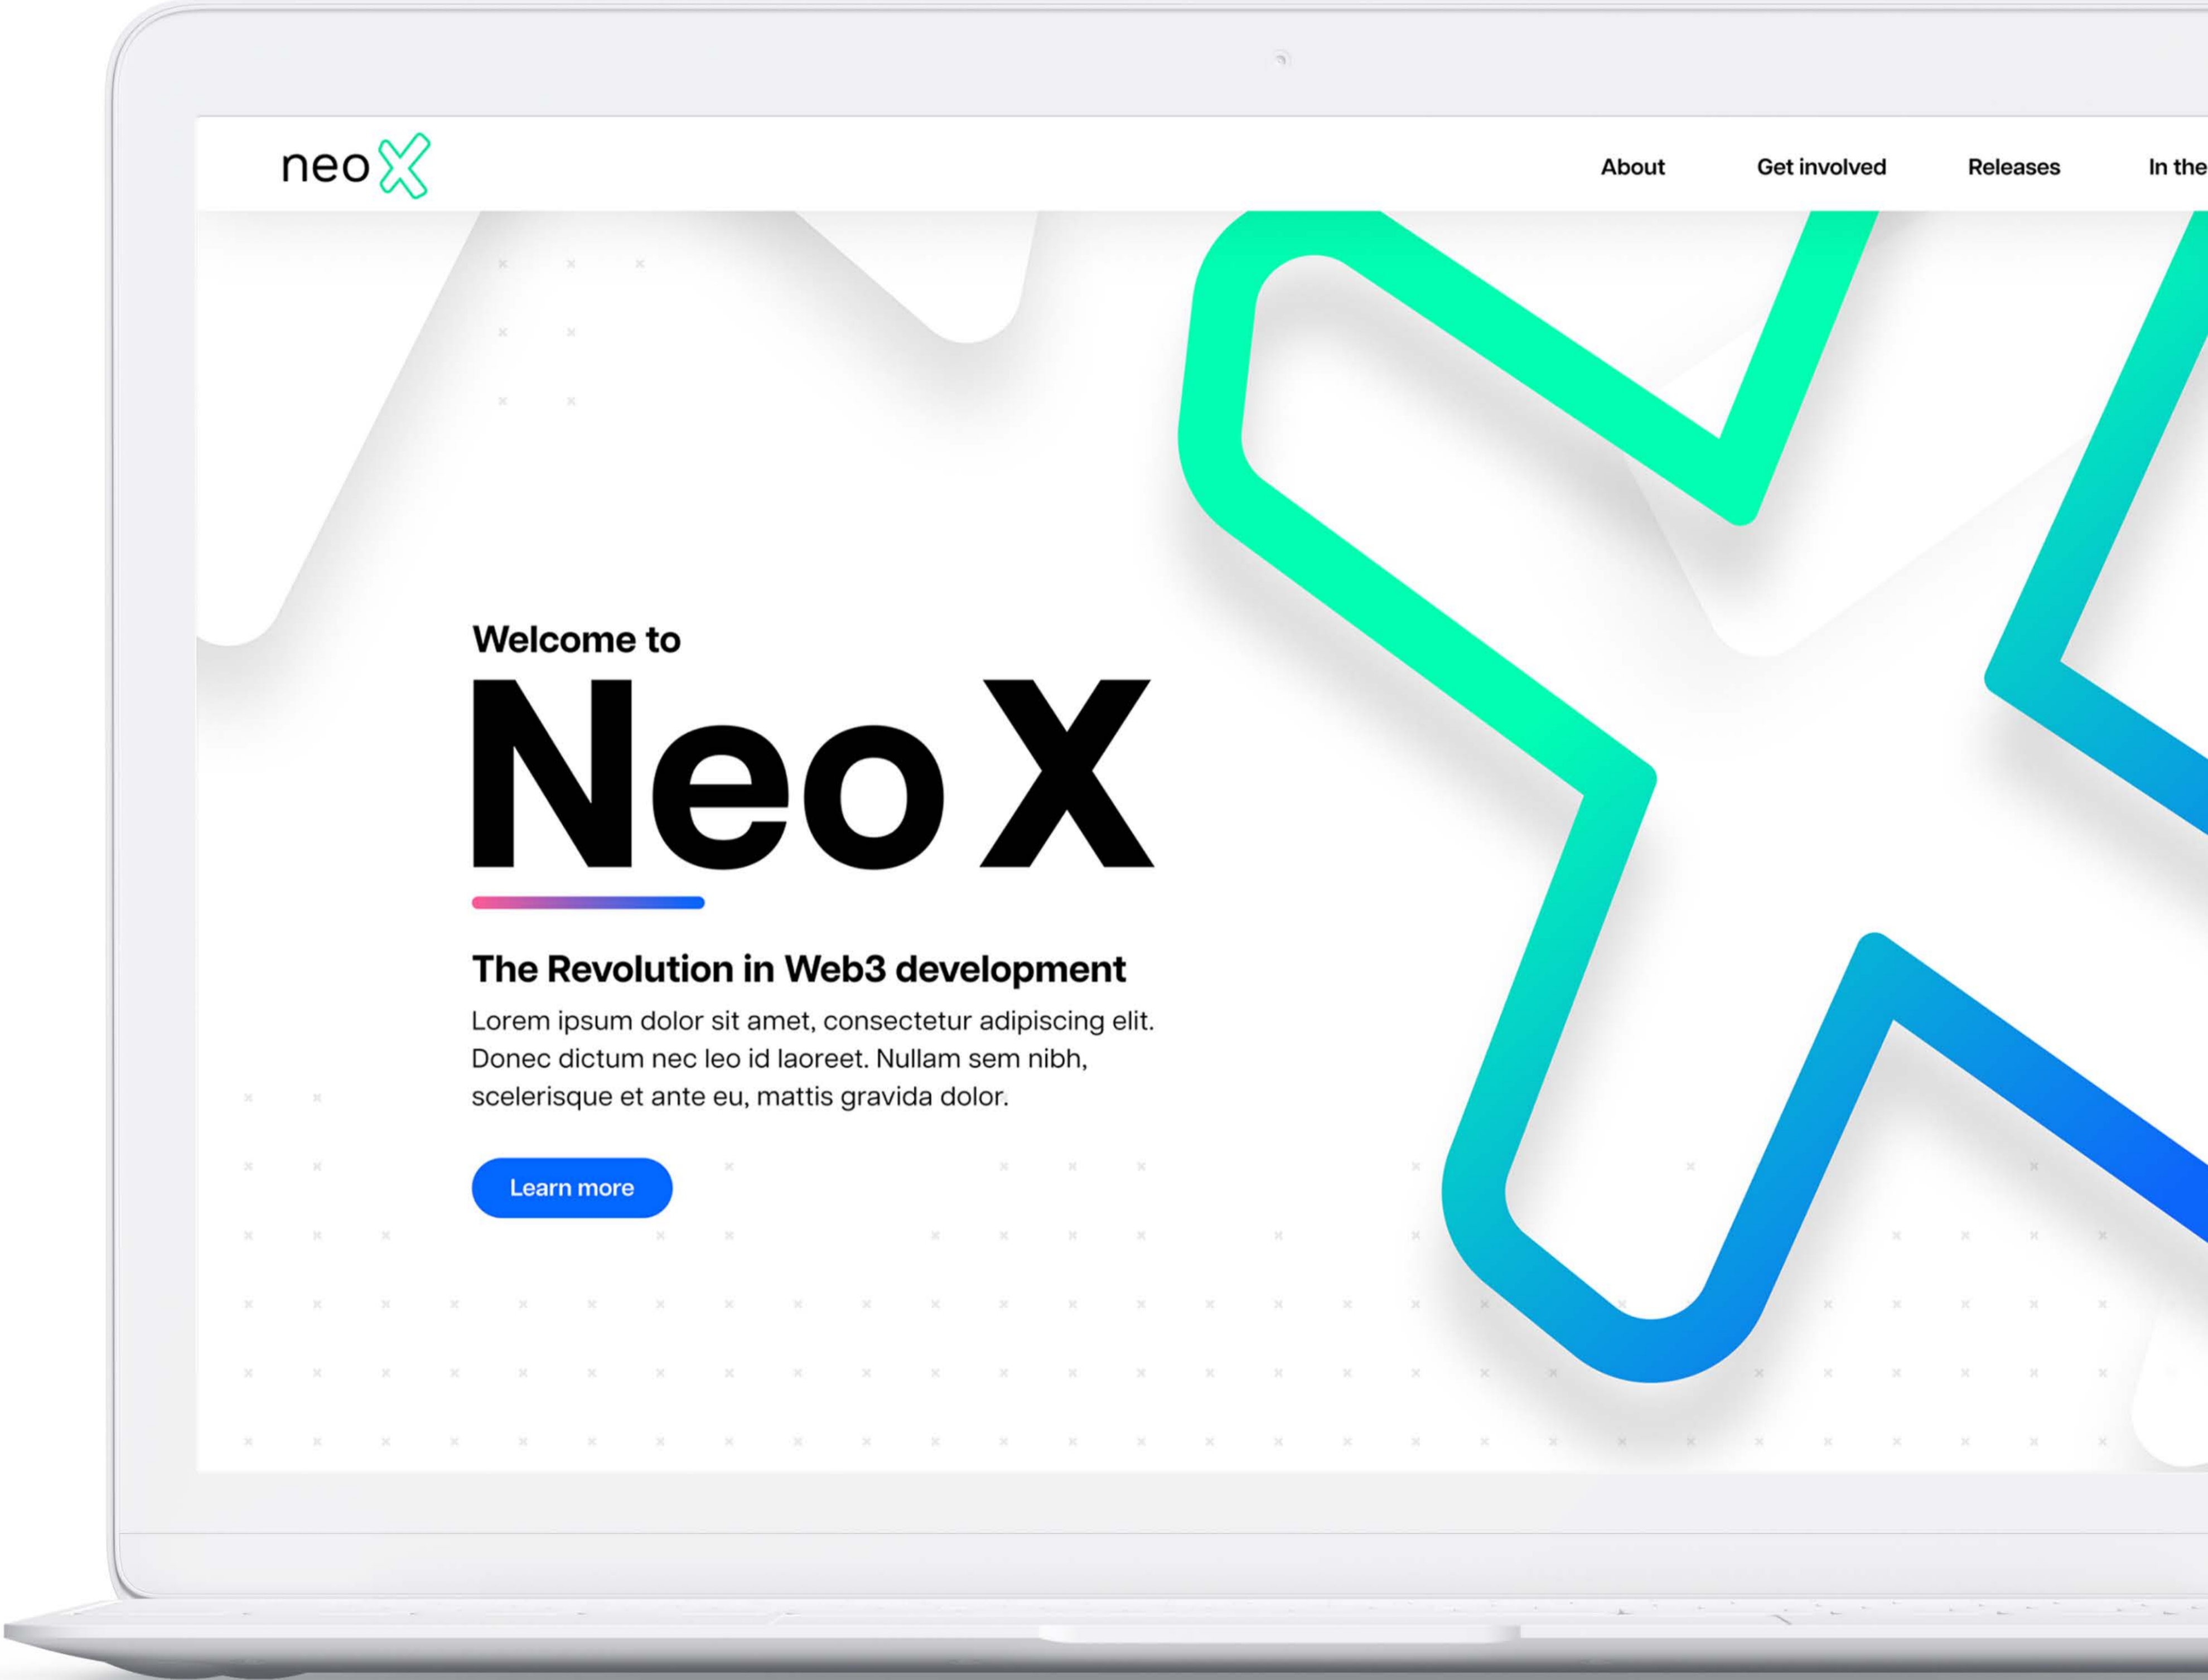 neoX
About Get involved Releases In the
Welcome to
Neo X
The Revolution in Web3 development
Lorem ipsum dolor sit amet, consectetur adipiscing elit.
Donec dictum nec leo id laoreet. Nullam sem nibh,
scelerisque et ante eu, mattis gravida dolor.
Learn more